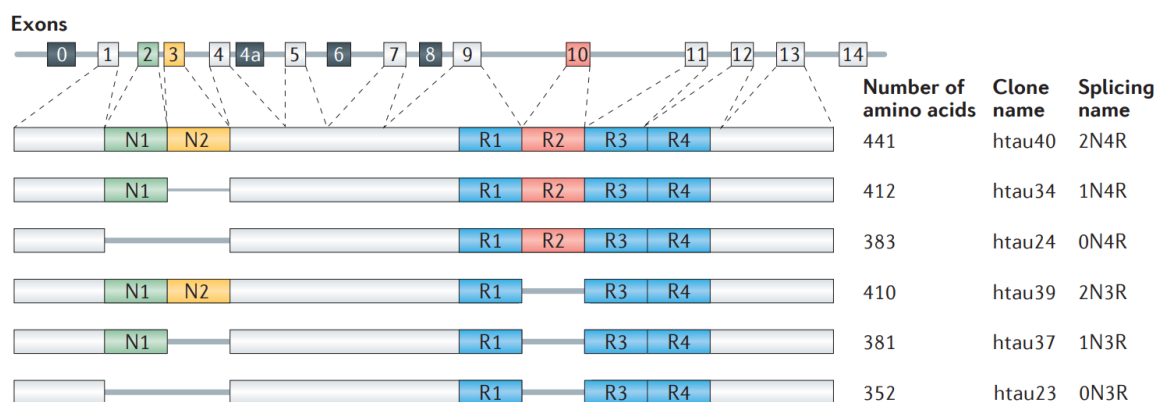 Exons
0 1 2 3 4 4a 5 6 7 8 9 10 11 12 13 14
Number of amino acids Clone name Splicing name
N1 N2 R1 R2 R3 R4 441 htau40 2N4R
N1 R1 R2 R3 R4 412 htau34 1N4R
R1 R2 R3 R4 383 htau24 0N4R
N1 N2 R1 R3 R4 410 htau39 2N3R
N1 R1 R3 R4 381 htau37 1N3R
R1 R3 R4 352 htau23 0N3R